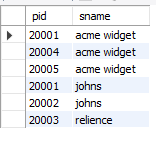 pid sname
20001 acme widget
20004 acme widget
20005 acme widget
20001 johns
20002 johns
20003 relience